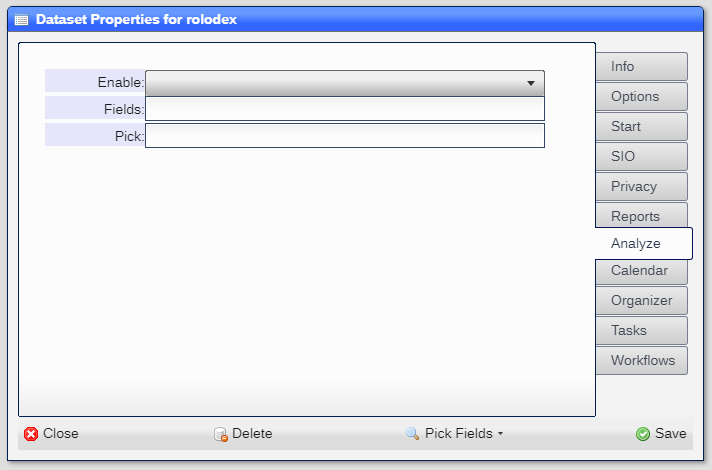 Dataset Properties for rolodex
Enable:
Fields:
Pick:
Info
Options
Start
SIO
Privacy
Reports
Analyze
Calendar
Organizer
Tasks
Workflows
Close
Delete
Pick Fields
Save